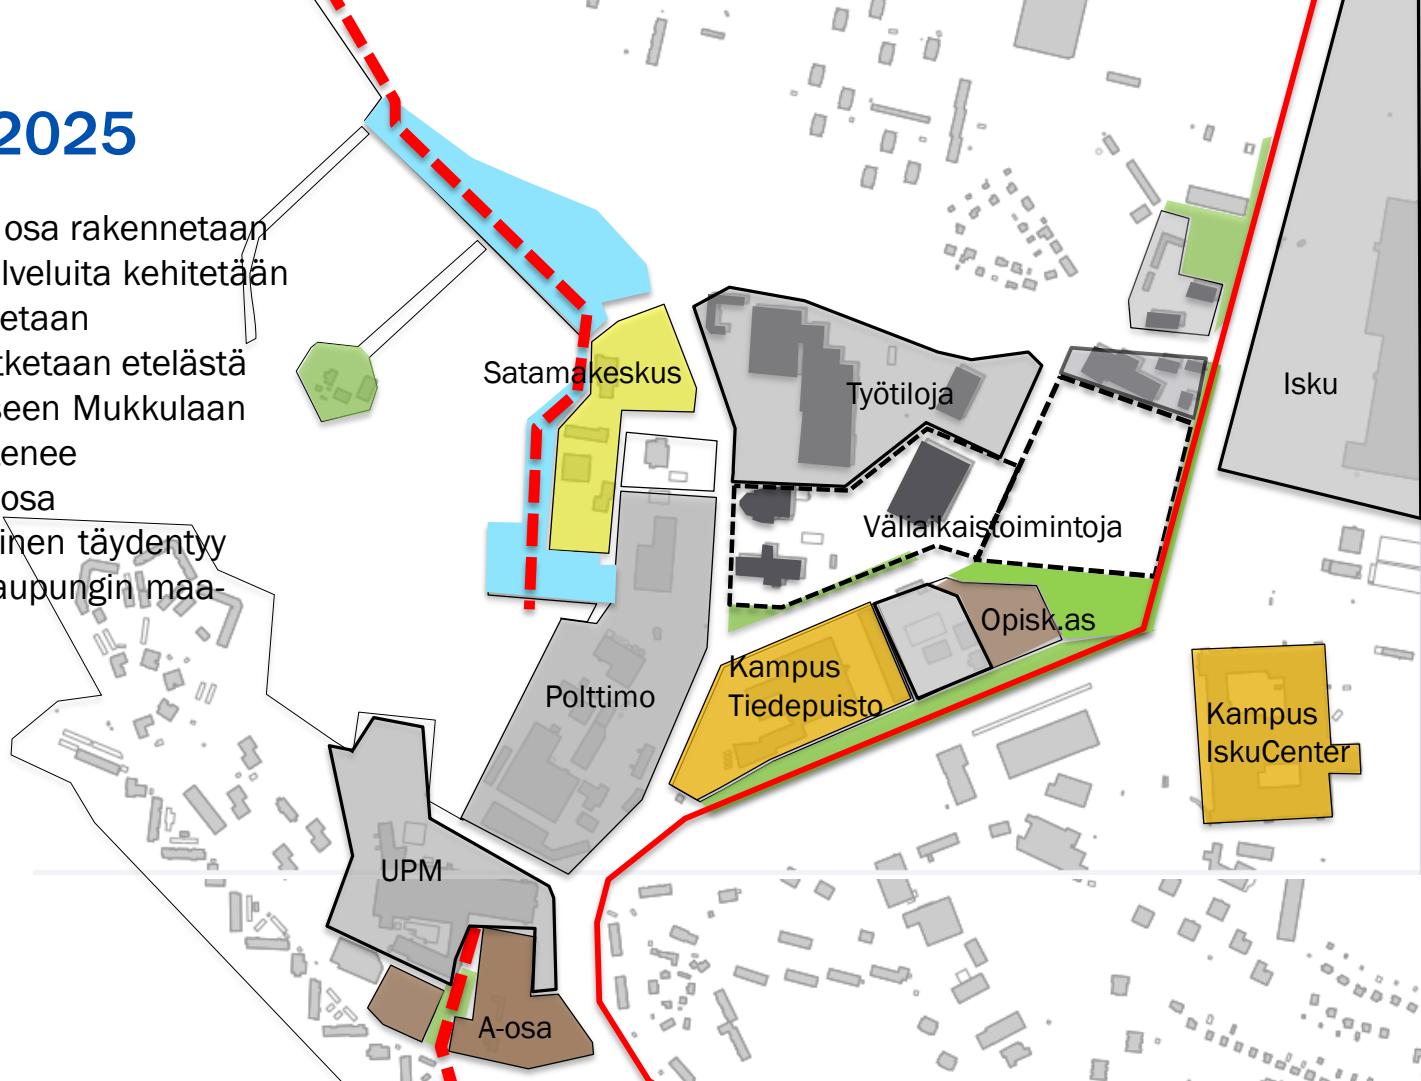 2025
osa rakennetaan
lveluita kehitetään
etaan
tketaan etelästä
seen Mukkulaan
enee
osa
inen täydentyy
aupungin maa-
Satamakeskus
Työtiloja
Isku
Väliaikaistoimintoja
Opisk.as
Kampus
Tiedepuisto
Polttimo
Kampus
IskuCenter
UPM
A-osa